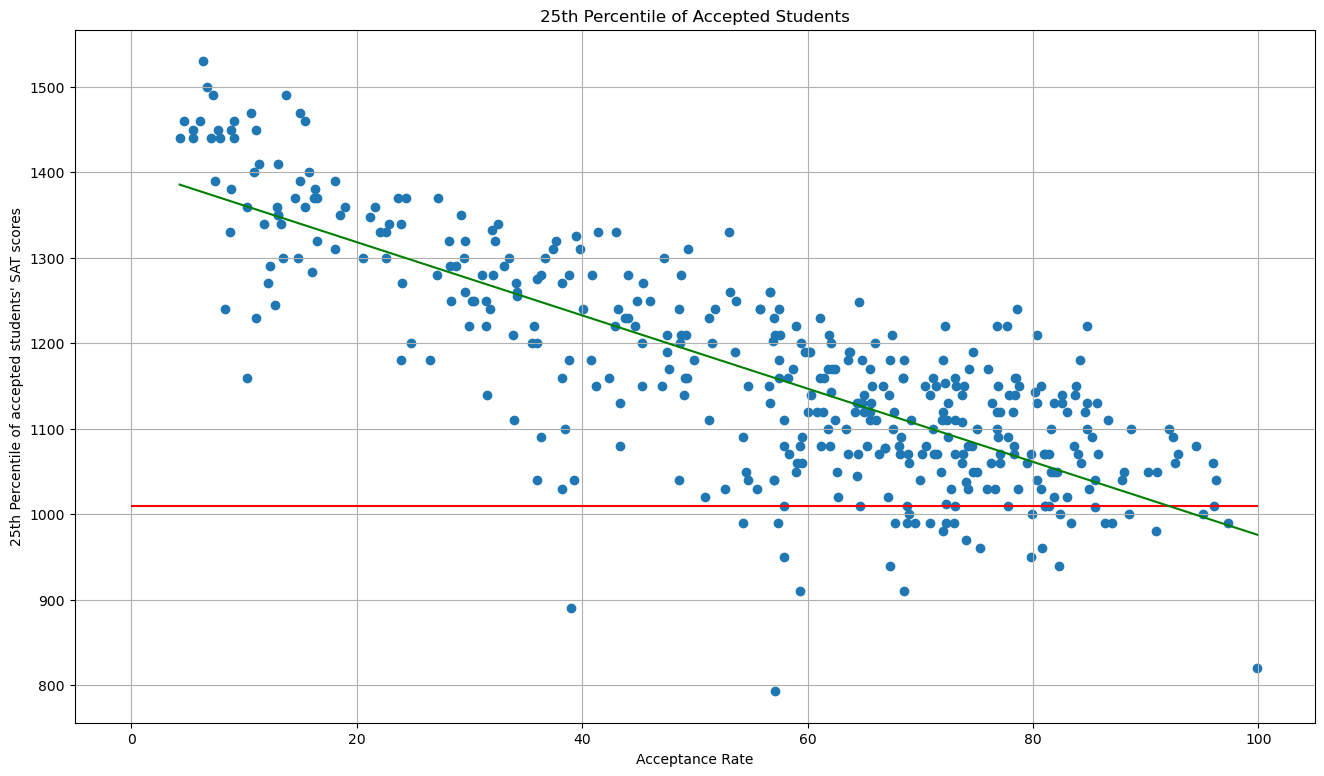 25th Percentile of Accepted Students
25th Percentile of accepted students' SAT scores
1500
1400
1300
1200
1100
1000
900
800
0 20 40 60 80 100
Acceptance Rate